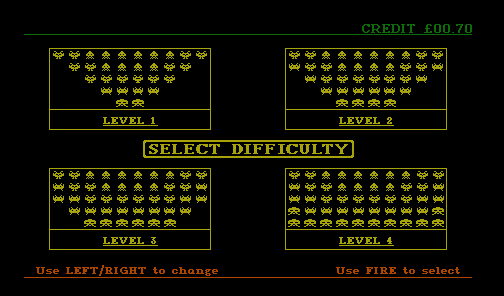 CREDIT £00.70
LEVEL 1
LEVEL 2
SELECT DIFFICULTY
LEVEL 3
LEVEL 4
Use LEFT/RIGHT to change
Use FIRE to select